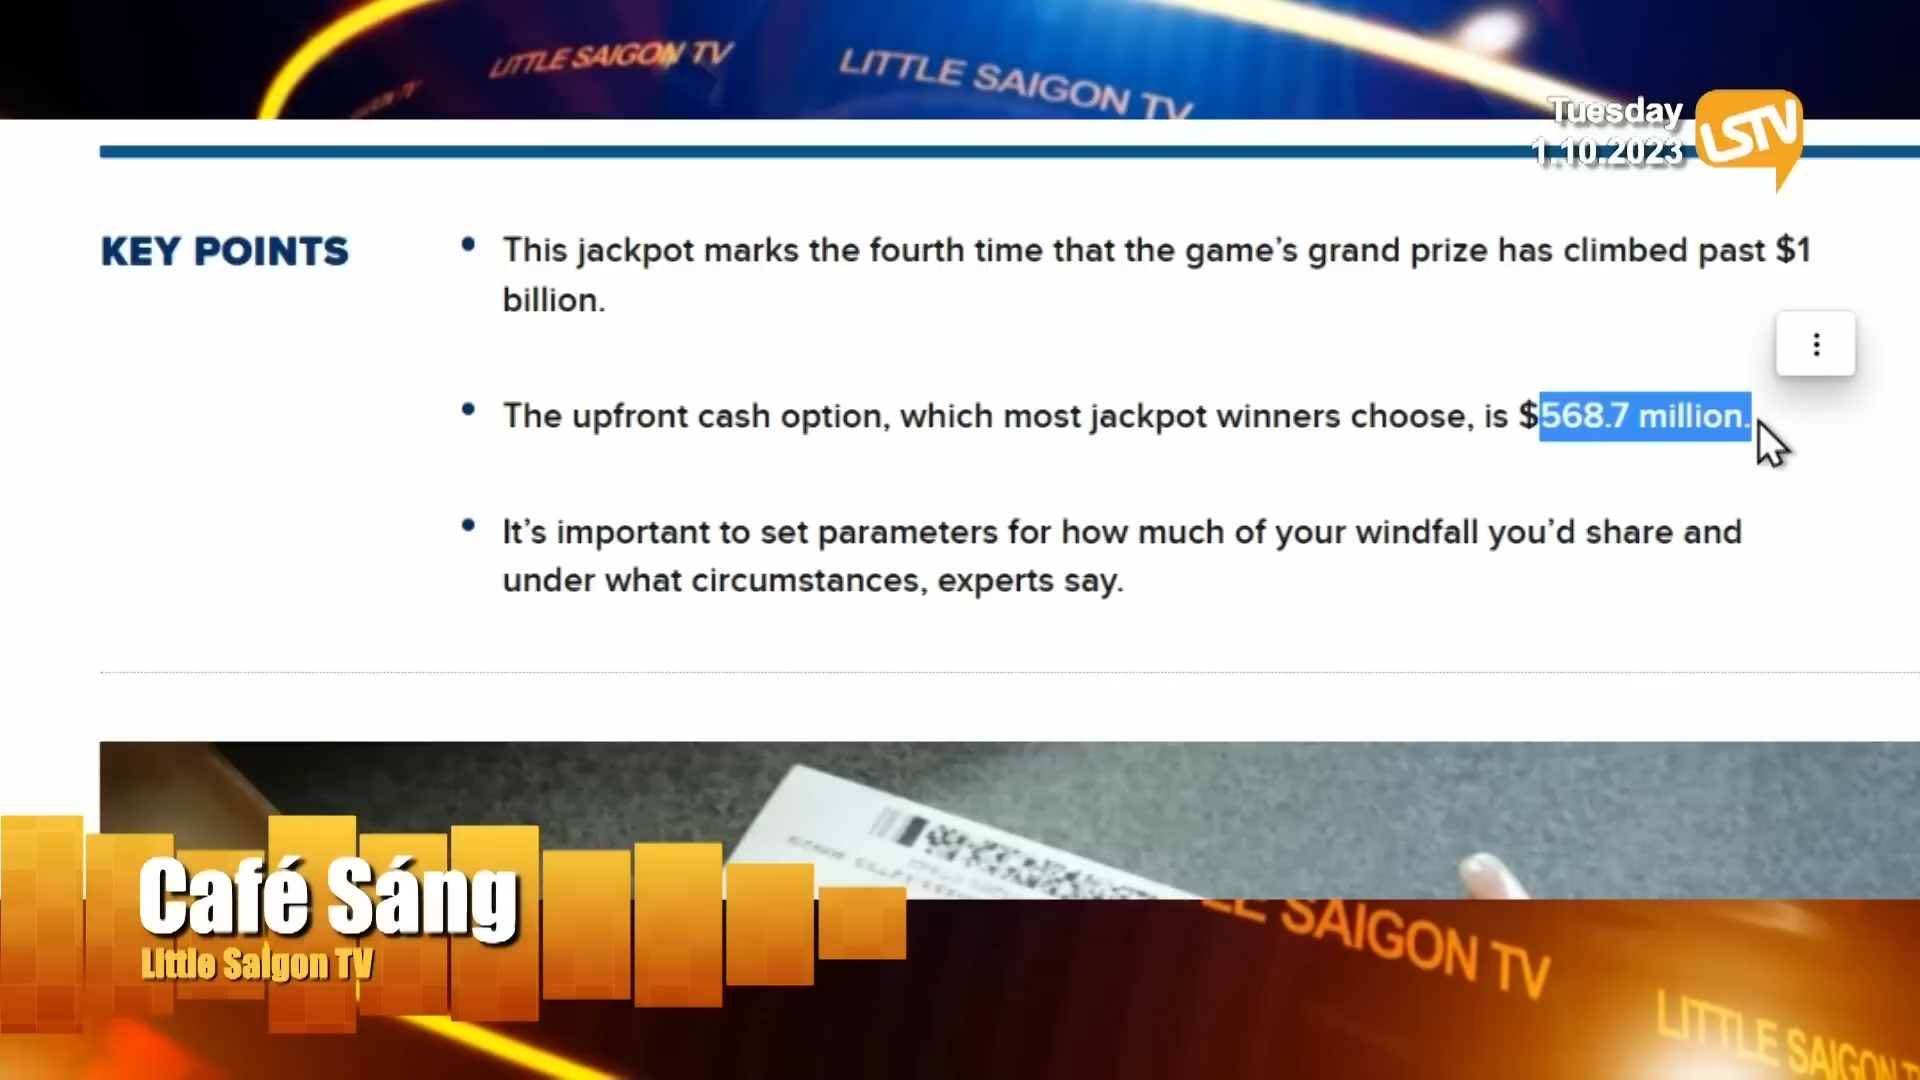 LITTLE SAIGON TV
LITTLE SAIGON TV
Tuesday
1.10.2023
LSTV
KEY POINTS
• This jackpot marks the fourth time that the game’s grand prize has climbed past $1
billion.
• The upfront cash option, which most jackpot winners choose, is $568.7 million.
• It’s important to set parameters for how much of your windfall you’d share and
under what circumstances, experts say.
Café Sáng
Little Saigon TV
SAIGON TV
LITTLE SAIGON T